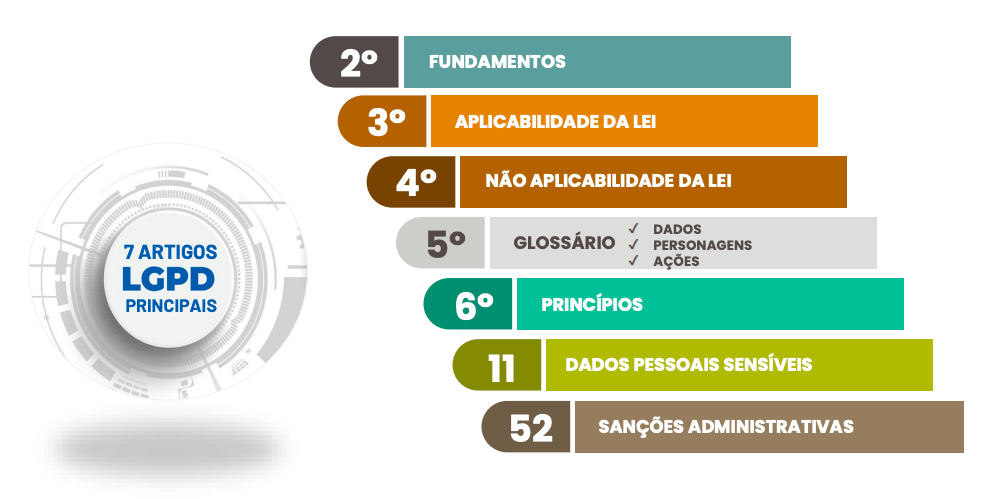 7 ARTIGOS
LGPD
PRINCIPAIS
2º FUNDAMENTOS
3º APLICABILIDADE DA LEI
4º NÃO APLICABILIDADE DA LEI
5º GLOSSÁRIO
✓ DADOS
✓ PERSONAGENS
✓ AÇÕES
6º PRINCÍPIOS
11 DADOS PESSOAIS SENSÍVEIS
52 SANÇÕES ADMINISTRATIVAS